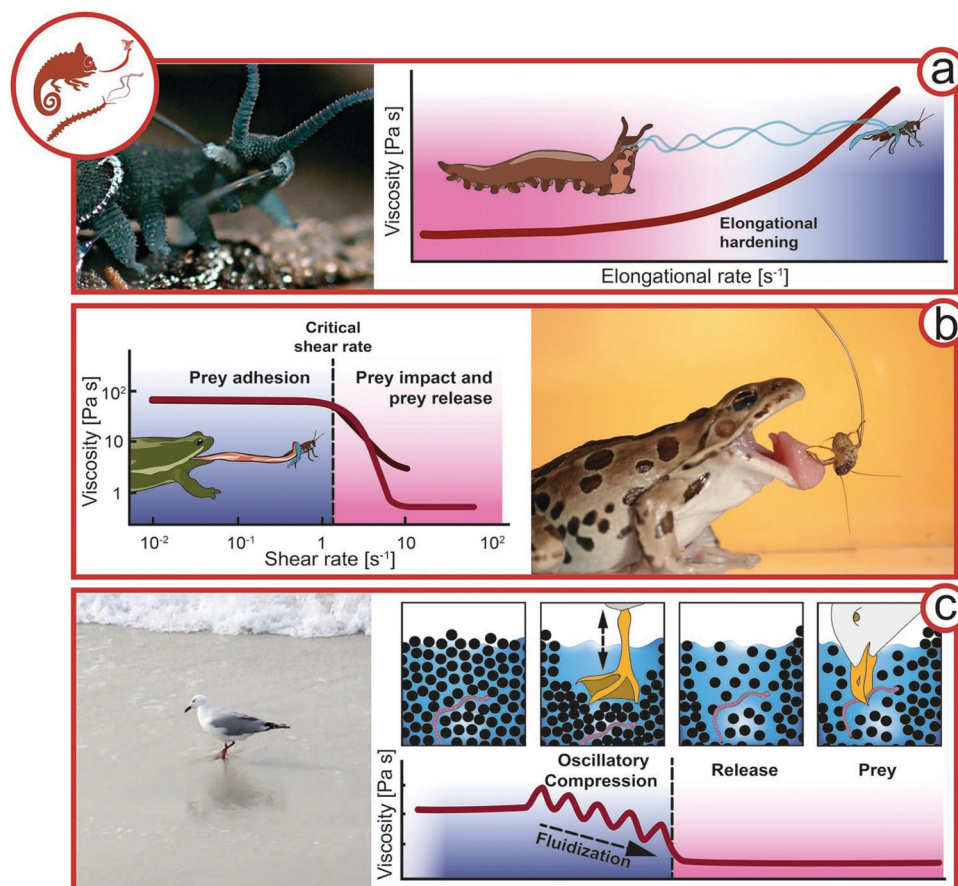 a
Viscosity [Pa s]
Elongational
hardening
Elongational rate [s⁻¹]
b
Critical
shear rate
Prey adhesion
Prey impact and
prey release
Viscosity [Pa s]
10²
10
1
10⁻²
10⁻¹
1
10
10²
Shear rate [s⁻¹]
c
Viscosity [Pa s]
Oscillatory
Compression
Release
Prey
Fluidization